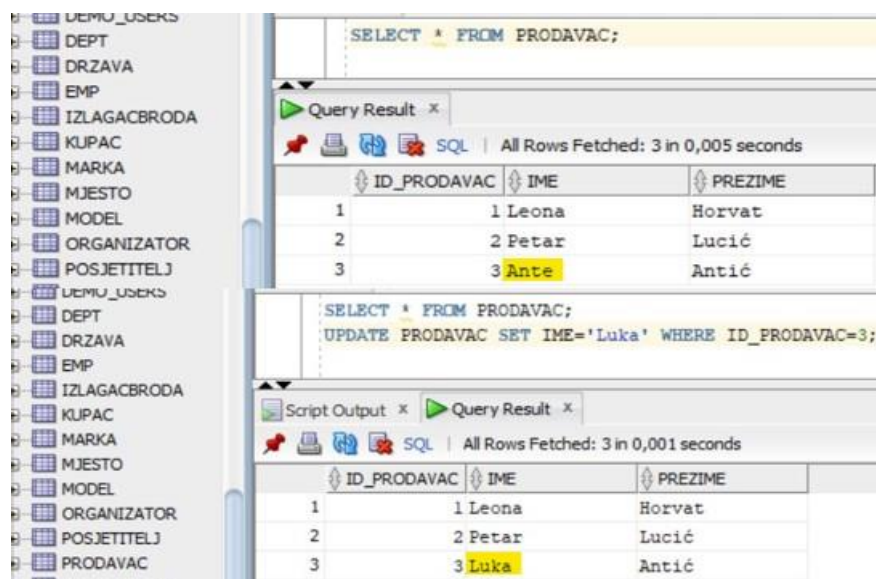 DEMO_USERS
DEPT
DRZAVA
EMP
IZLAGACBRODA
KUPAC
MARKA
MJESTO
MODEL
ORGANIZATOR
POSJETITELJ
SELECT * FROM PRODAVAC;
Query Result ×
SQL | All Rows Fetched: 3 in 0,005 seconds
ID_PRODAVAC IME PREZIME
1 1 Leona Horvat
2 2 Petar Lucić
3 3 Ante Antić
DEMO_USERS
DEPT
DRZAVA
EMP
IZLAGACBRODA
KUPAC
MARKA
MJESTO
MODEL
ORGANIZATOR
POSJETITELJ
PRODAVAC
SELECT * FROM PRODAVAC;
UPDATE PRODAVAC SET IME='Luka' WHERE ID_PRODAVAC=3;
Script Output × Query Result ×
SQL | All Rows Fetched: 3 in 0,001 seconds
ID_PRODAVAC IME PREZIME
1 1 Leona Horvat
2 2 Petar Lucić
3 3 Luka Antić